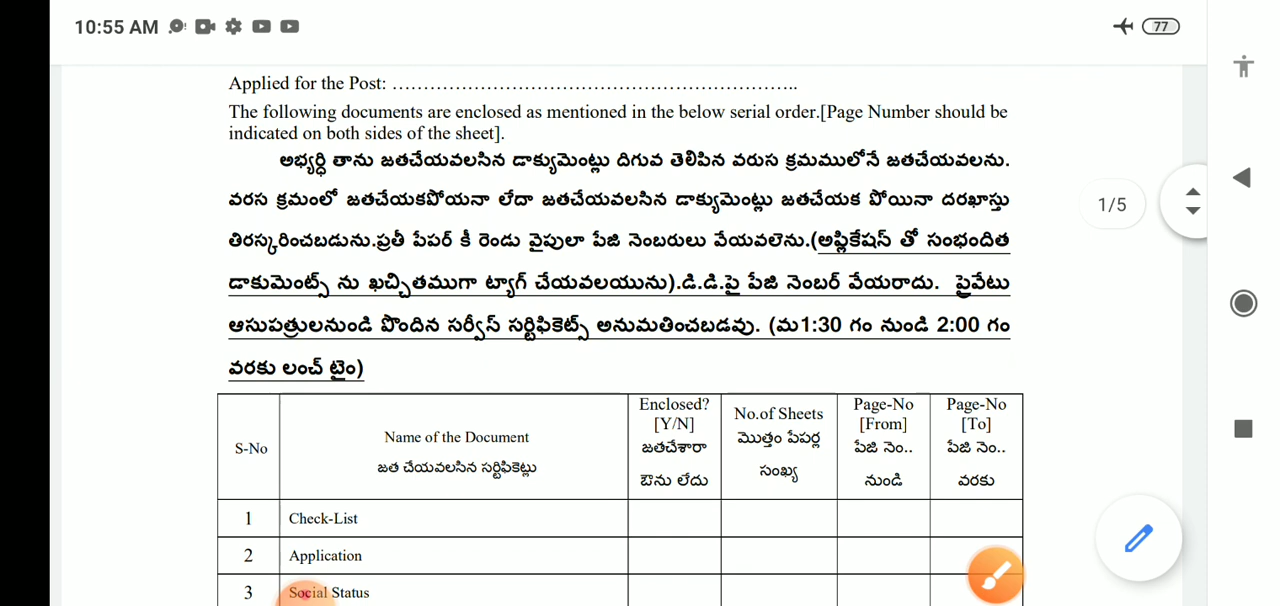 10:55 AM
77
Applied for the Post: …………………………………………………………..
The following documents are enclosed as mentioned in the below serial order.[Page Number should be
indicated on both sides of the sheet].
అభ్యర్ధి తాను జతచేయవలసిన డాక్యుమెంట్లు దిగువ తెలిపిన వరుస క్రమములోనే జతచేయవలను.
వరస క్రమంలో జతచేయకపోయనా లేదా జతచేయవలసిన డాక్యుమెంట్లు జతచేయక పోయినా దరఖాస్తు
తిరస్కరించబడును.ప్రతీ పేపర్ కీ రెండు వైపులా పేజి నెంబరులు వేయవలెను.(అప్లికేషస్ తో సంభందిత
డాకుమెంట్స్ ను ఖచ్చితముగా ట్యాగ్ చేయవలయును).డి.డి.పై పేజి నెంబర్ వేయరాదు. ప్రైవేటు
ఆసుపత్రులనుండి పొందిన సర్వీస్ సర్టిఫికెట్స్ అనుమతించబడవు. (మ1:30 గం నుండి 2:00 గం
వరకు లంచ్ టైం)
1/5
S-No
Name of the Document
జత చేయవలసిన సర్టిఫికెట్లు
Enclosed?
[Y/N]
జతచేశారా
ఔను లేదు
No.of Sheets
మొత్తం పేపర్ల
సంఖ్య
Page-No
[From]
పేజి నెం..
నుండి
Page-No
[To]
పేజి నెం..
వరకు
1 Check-List
2 Application
3 Social Status